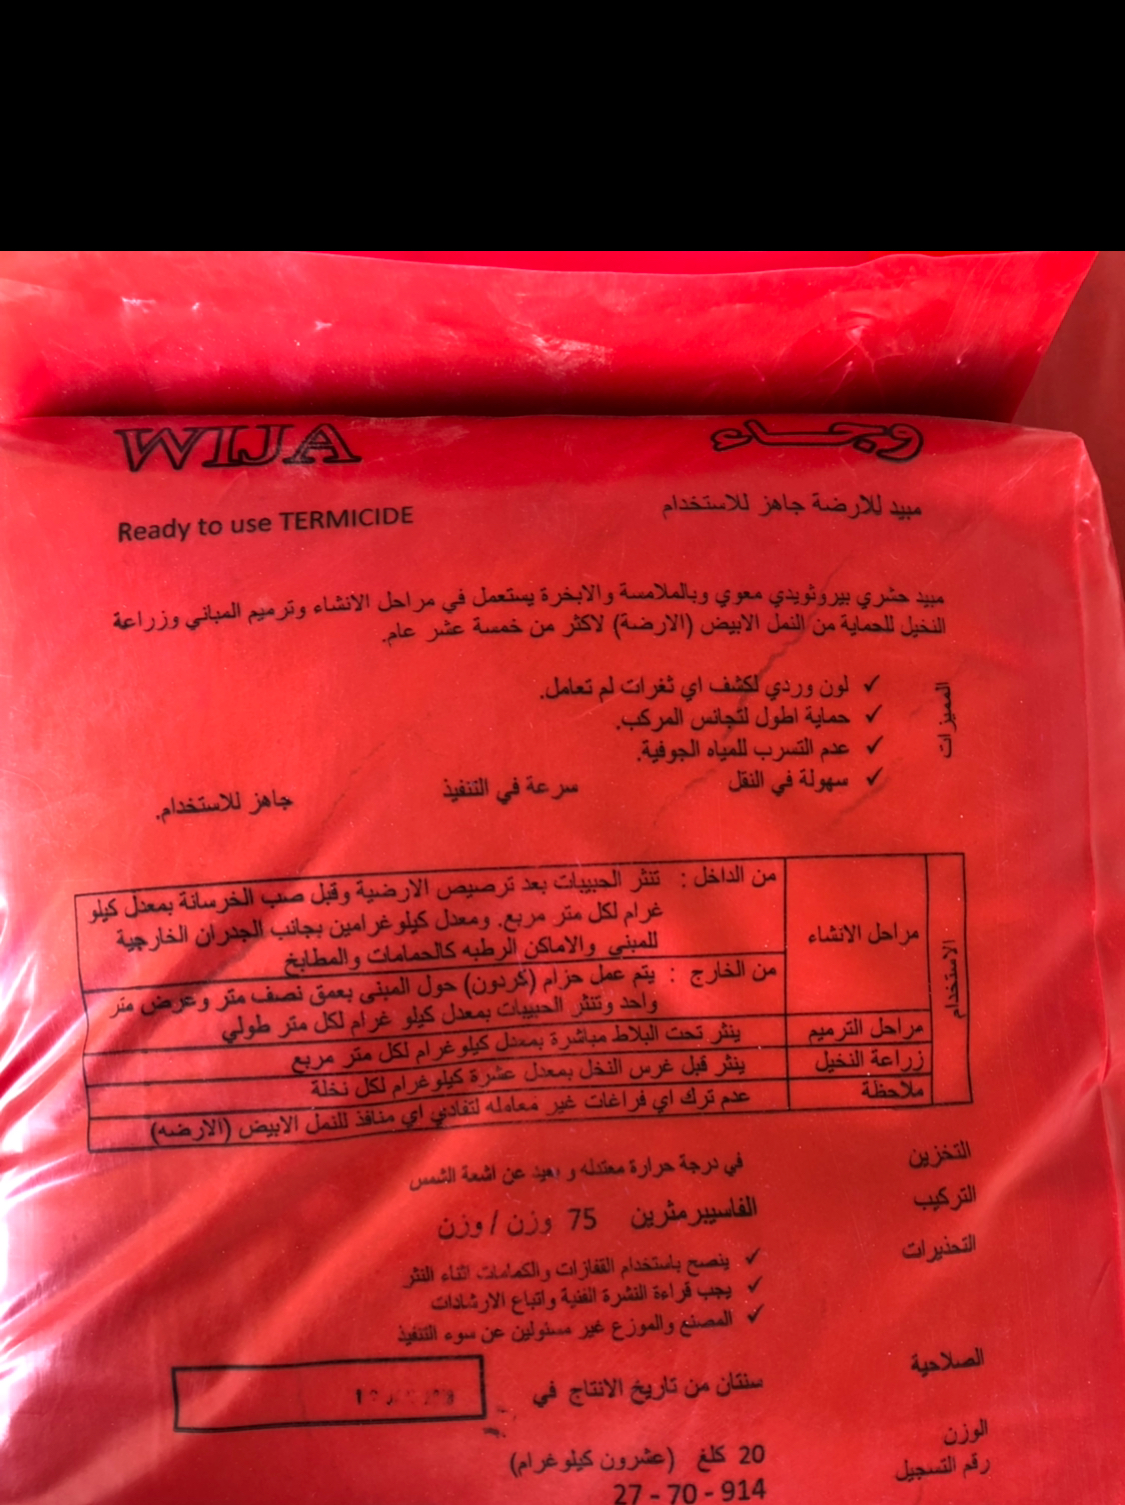 WIJA وجاء
Ready to use TERMICIDE مبيد للارضة جاهز للاستخدام
مبيد حشري بيروثويدي معوي وبالملامسة والابخرة يستعمل في مراحل الانشاء وترميم المباني وزراعة
النخيل للحماية من النمل الابيض (الارضة) لاكثر من خمسة عشر عام.
المميزات
✓ لون وردي لكشف اي ثغرات لم تعامل.
✓ حماية اطول لتجانس المركب.
✓ عدم التسرب للمياه الجوفية.
✓ سهولة في النقل سرعة في التنفيذ جاهز للاستخدام.
الاستخدام
مراحل الانشاء
من الداخل : تنثر الحبيبات بعد ترصيص الارضية وقبل صب الخرسانة بمعدل كيلو
غرام لكل متر مربع. ومعدل كيلوغرامين بجانب الجدران الخارجية
للمبني والاماكن الرطبه كالحمامات والمطابخ
من الخارج : يتم عمل حزام (كردون) حول المبنى بعمق نصف متر وعرض متر
واحد وتنثر الحبيبات بمعدل كيلو غرام لكل متر طولي
مراحل الترميم ينثر تحت البلاط مباشرة بمعدل كيلوغرام لكل متر مربع
زراعة النخيل ينثر قبل غرس النخل بمعدل عشرة كيلوغرام لكل نخلة
ملاحظة عدم ترك اي فراغات غير معامله لتفادي اي منافذ للنمل الابيض (الارضه)
التخزين في درجة حرارة معتدله و بعيد عن اشعة الشمس
التركيب الفاسيبرمثرين 75 وزن / وزن
التحذيرات
✓ ينصح باستخدام القفازات والكمامات اثناء النثر
✓ يجب قراءة النشرة الفنية واتباع الارشادات
✓ المصنع والموزع غير مسئولين عن سوء التنفيذ
الصلاحية سنتان من تاريخ الانتاج في
الوزن 20 كلغ (عشرون كيلوغرام)
رقم التسجيل 27 - 70 - 914